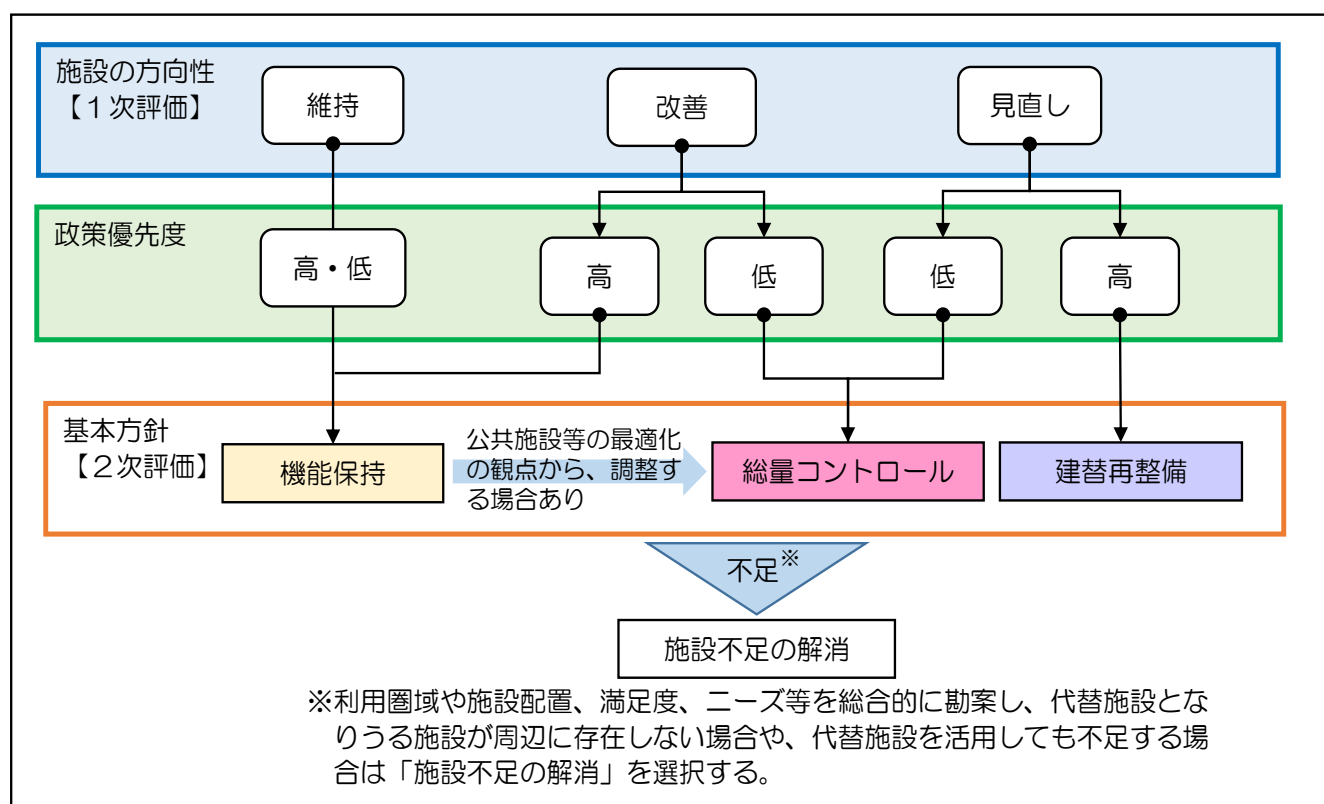 施設の方向性
【1次評価】
維持
改善
見直し
政策優先度
高・低
高
低
低
高
基本方針
【2次評価】
機能保持
公共施設等の最適化
の観点から、調整す
る場合あり
総量コントロール
建替再整備
不足※
施設不足の解消
※利用圏域や施設配置、満足度、ニーズ等を総合的に勘案し、代替施設とな
りうる施設が周辺に存在しない場合や、代替施設を活用しても不足する場
合は「施設不足の解消」を選択する。